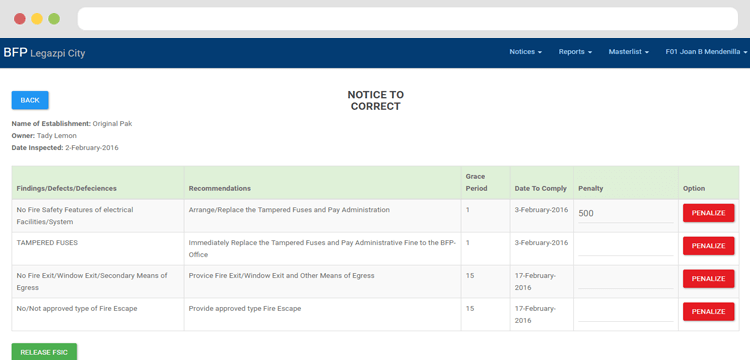 BFP Legazpi City Notices Reports Masterlist F01 Joan B Mendenilla
NOTICE TO
CORRECT
BACK
Name of Establishment: Original Pak
Owner: Tady Lemon
Date Inspected: 2-February-2016
Findings/Defects/Defeciences Recommendations Grace Period Date To Comply Penalty Option
No Fire Safety Features of electrical Arrange/Replace the Tampered Fuses and Pay Administration 1 3-February-2016 500 PENALIZE
Facilities/System
TAMPERED FUSES Immediately Replace the Tampered Fuses and Pay Administrative Fine to the BFP- 1 3-February-2016 PENALIZE
Office
No Fire Exit/Window Exit/Secondary Means of Provice Fire Exit/Window Exit and Other Means of Egress 15 17-February- PENALIZE
Egress 2016
No/Not approved type of Fire Escape Provide approved type Fire Escape 15 17-February- PENALIZE
2016
RELEASE FSIC